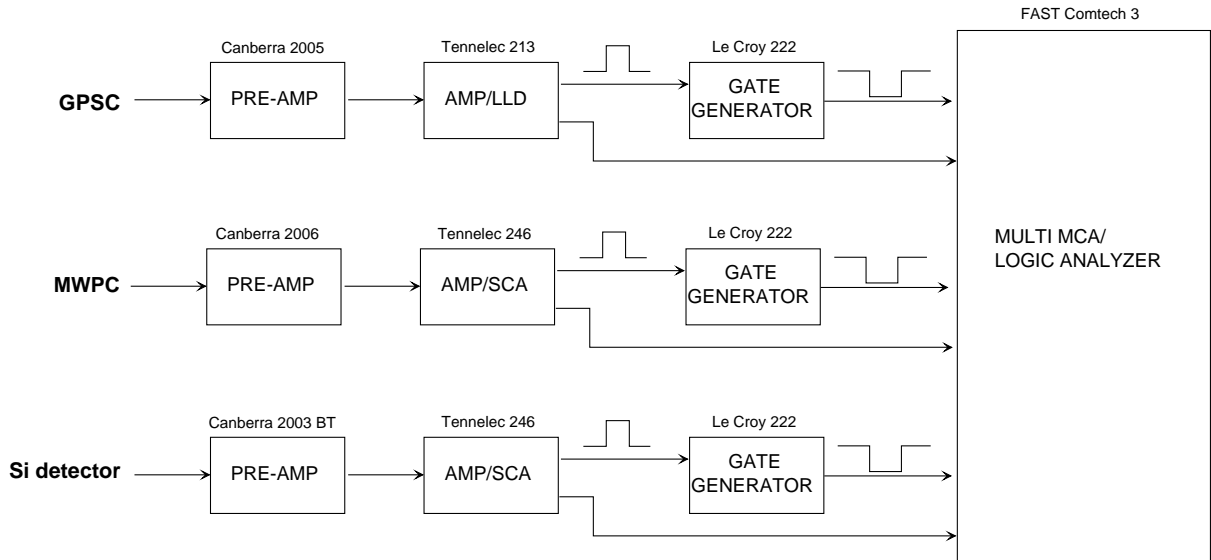 FAST Comtech 3
Canberra 2005
Tennelec 213
Le Croy 222
GPSC
PRE-AMP
AMP/LLD
GATE
GENERATOR
Canberra 2006
Tennelec 246
Le Croy 222
MWPC
PRE-AMP
AMP/SCA
GATE
GENERATOR
MULTI MCA/
LOGIC ANALYZER
Canberra 2003 BT
Tennelec 246
Le Croy 222
Si detector
PRE-AMP
AMP/SCA
GATE
GENERATOR